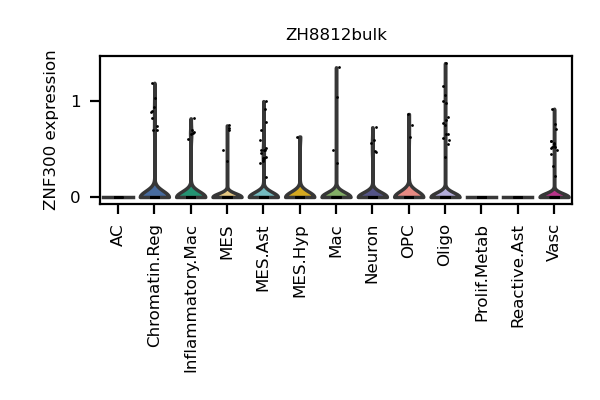 ZH8812bulk
ZNF300 expression
1
0
AC
Chromatin.Reg
Inflammatory.Mac
MES
MES.Ast
MES.Hyp
Mac
Neuron
OPC
Oligo
Prolif.Metab
Reactive.Ast
Vasc